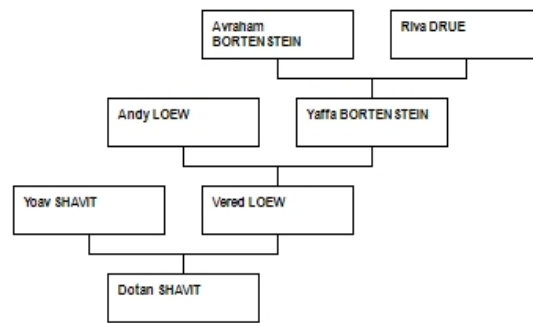 Avraham
BORTENSTEIN
Riva DRUE
Andy LOEW
Yaffa BORTENSTEIN
Yoav SHAVIT
Vered LOEW
Dotan SHAVIT